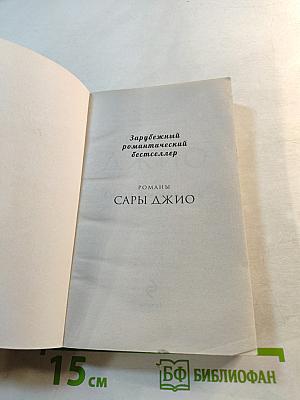 Зарубежный
романтический
бестселлер
РОМАНЫ
САРЫ ДЖИО
15 см
БФ БИБЛИОФАН